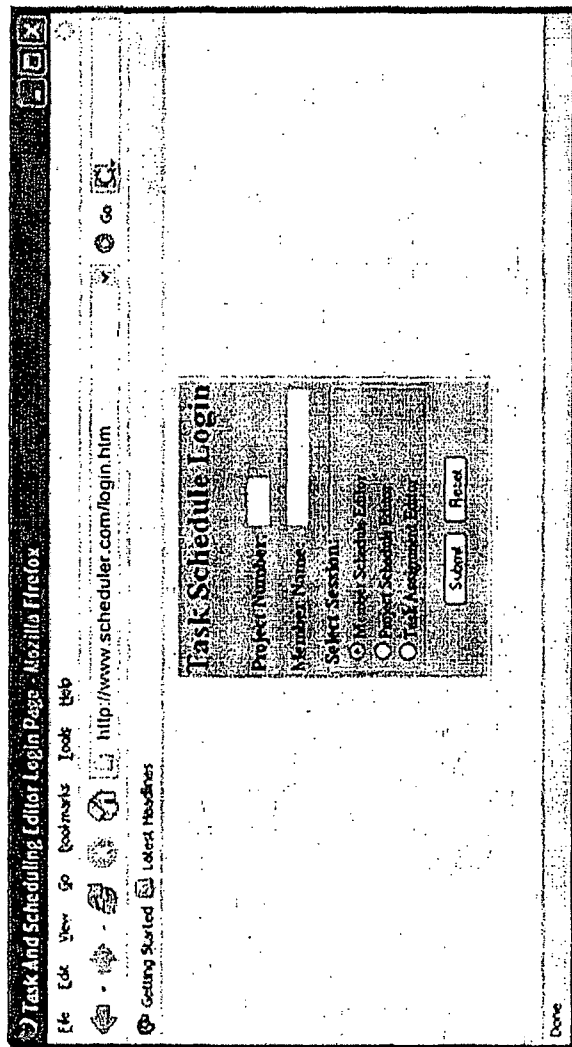 Task And Scheduling Editor Login Page - Mozilla Firefox
File Edit View Go Bookmarks Tools Help
http://www.scheduler.com/login.htm Go
Getting Started Latest Headlines
Task Schedule Login
Project Number:
Member Name:
Select Session:
Member Schedule Editor
Project Schedule Editor
Task Assignment Editor
Submit Reset
Done